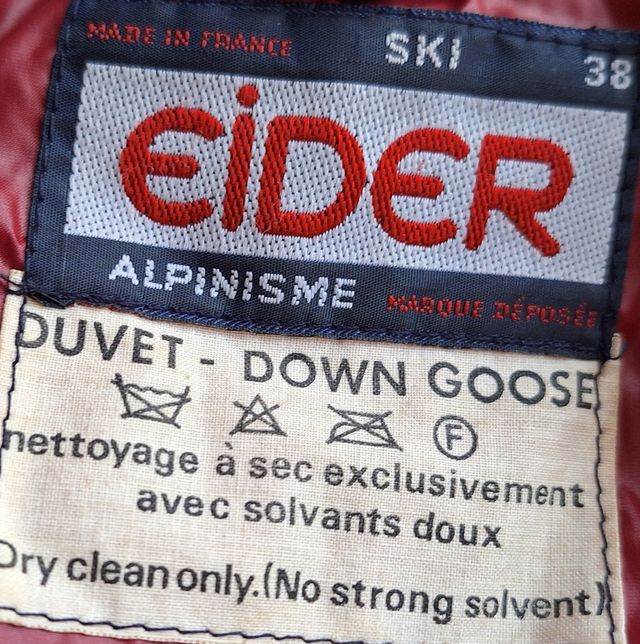 MADE IN FRANCE SKI 38
EiDER
ALPINISME MARQUE DÉPOSÉE
DUVET - DOWN GOOSE
F
nettoyage à sec exclusivement
avec solvants doux
Dry clean only.(No strong solvent)